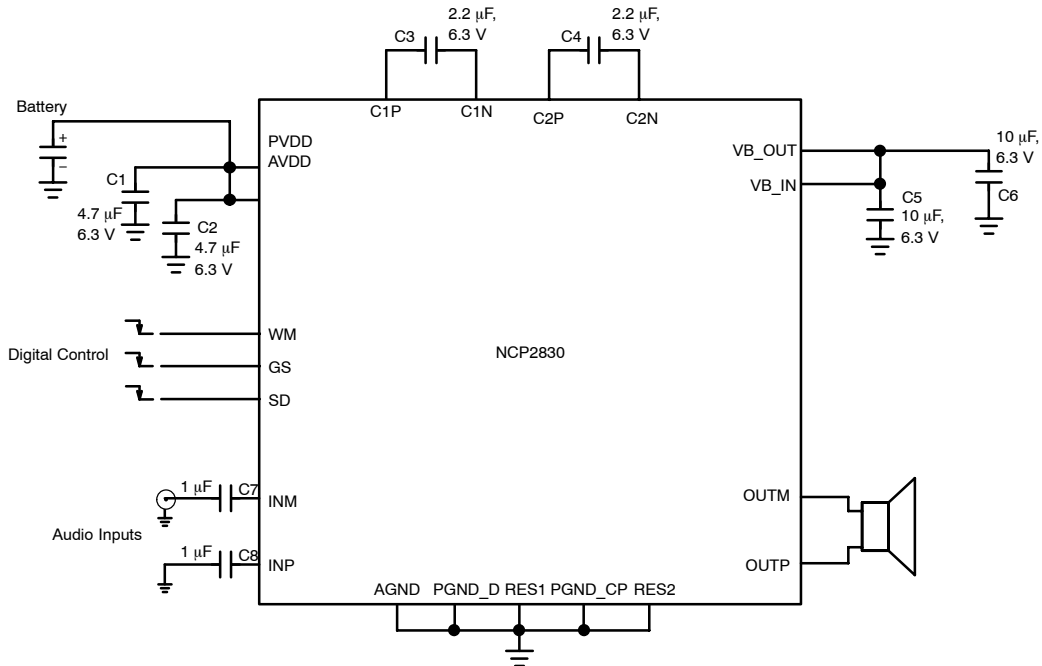 2.2 μF,
6.3 V
C3
2.2 μF,
6.3 V
C4
C1P
C1N
C2P
C2N
Battery
+
−
PVDD
AVDD
C1
4.7 μF
6.3 V
C2
4.7 μF
6.3 V
VB_OUT
VB_IN
10 μF,
6.3 V
C6
C5
10 μF,
6.3 V
Digital Control
WM
GS
SD
NCP2830
1 μF
C7
INM
Audio Inputs
1 μF
C8
INP
OUTM
OUTP
AGND
PGND_D
RES1
PGND_CP
RES2